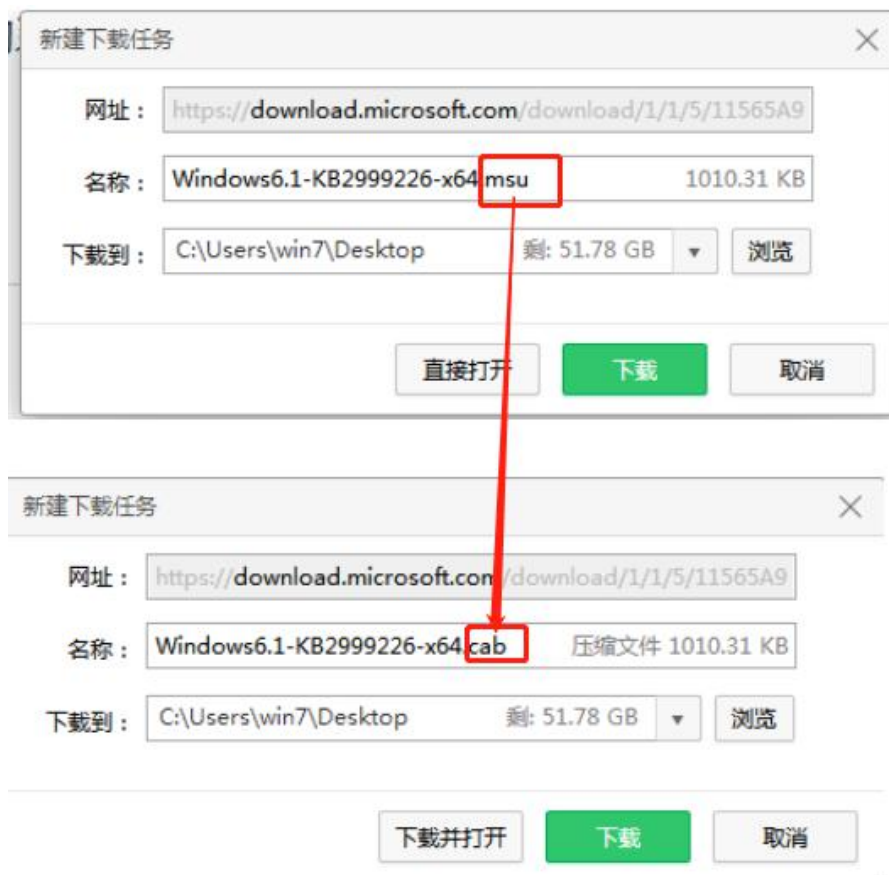 新建下载任务
网址： https://download.microsoft.com/download/1/1/5/11565A9
名称： Windows6.1-KB2999226-x64.msu 1010.31 KB
下载到： C:\Users\win7\Desktop 剩: 51.78 GB 浏览
直接打开 下载 取消
新建下载任务
网址： https://download.microsoft.com/download/1/1/5/11565A9
名称： Windows6.1-KB2999226-x64.cab 压缩文件 1010.31 KB
下载到： C:\Users\win7\Desktop 剩: 51.78 GB 浏览
下载并打开 下载 取消